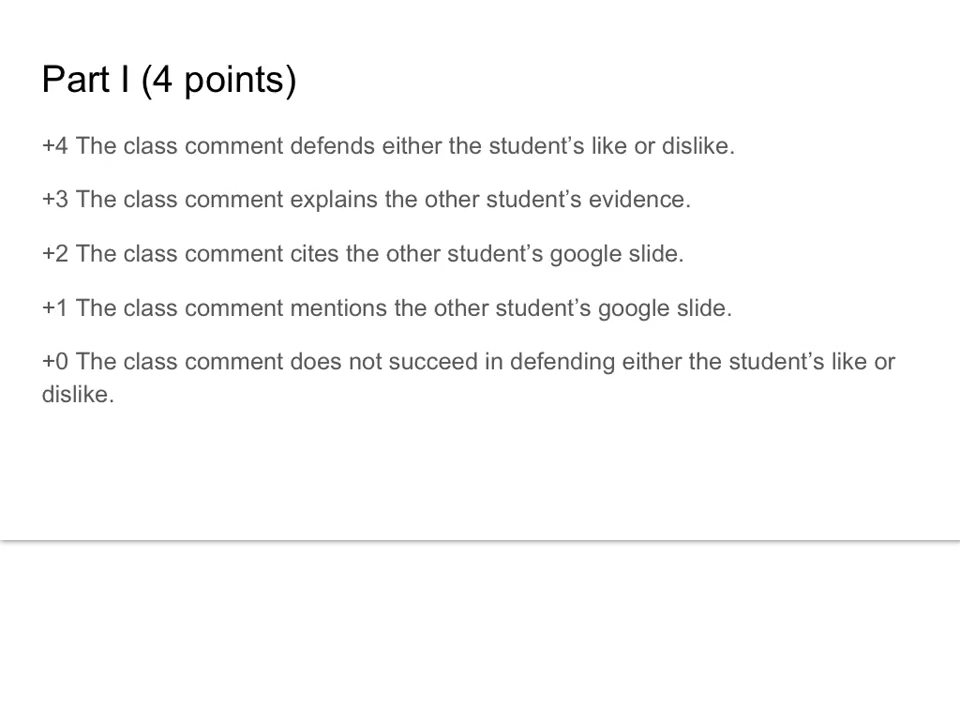 Part I (4 points)
+4 The class comment defends either the student’s like or dislike.
+3 The class comment explains the other student’s evidence.
+2 The class comment cites the other student’s google slide.
+1 The class comment mentions the other student’s google slide.
+0 The class comment does not succeed in defending either the student’s like or
dislike.